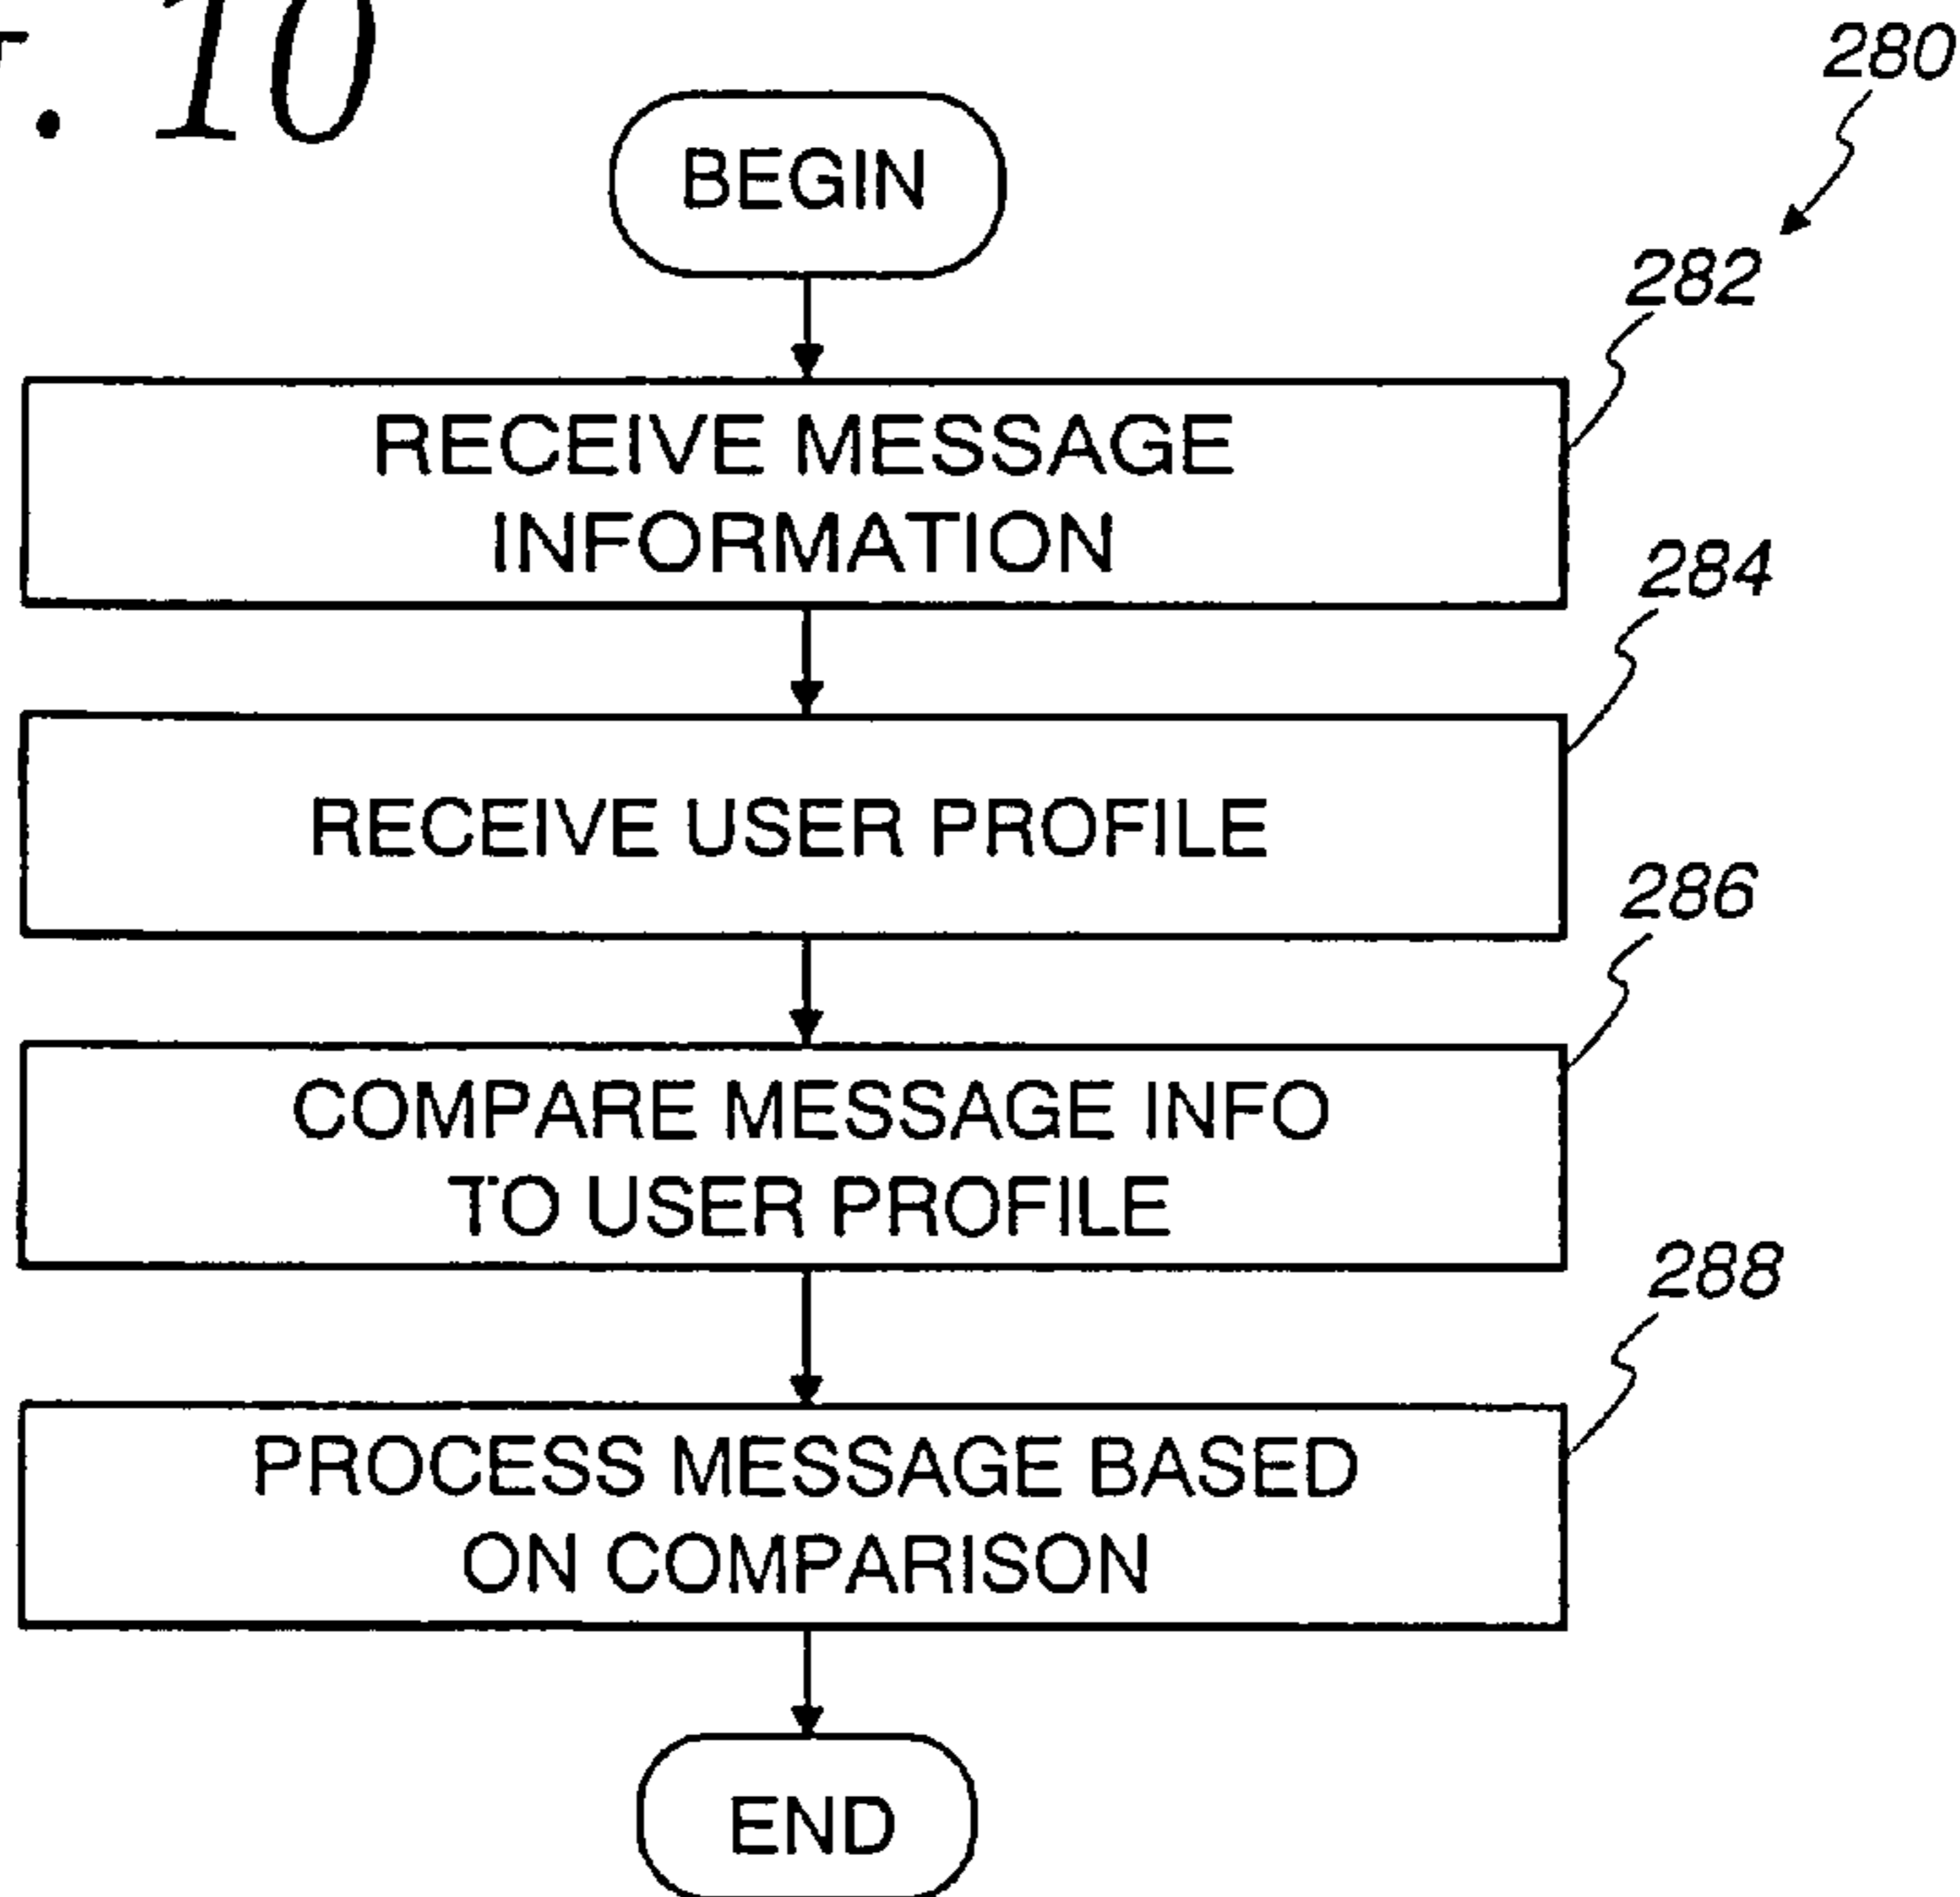 . 10
280
BEGIN
282
RECEIVE MESSAGE
INFORMATION
284
RECEIVE USER PROFILE
286
COMPARE MESSAGE INFO
TO USER PROFILE
288
PROCESS MESSAGE BASED
ON COMPARISON
END